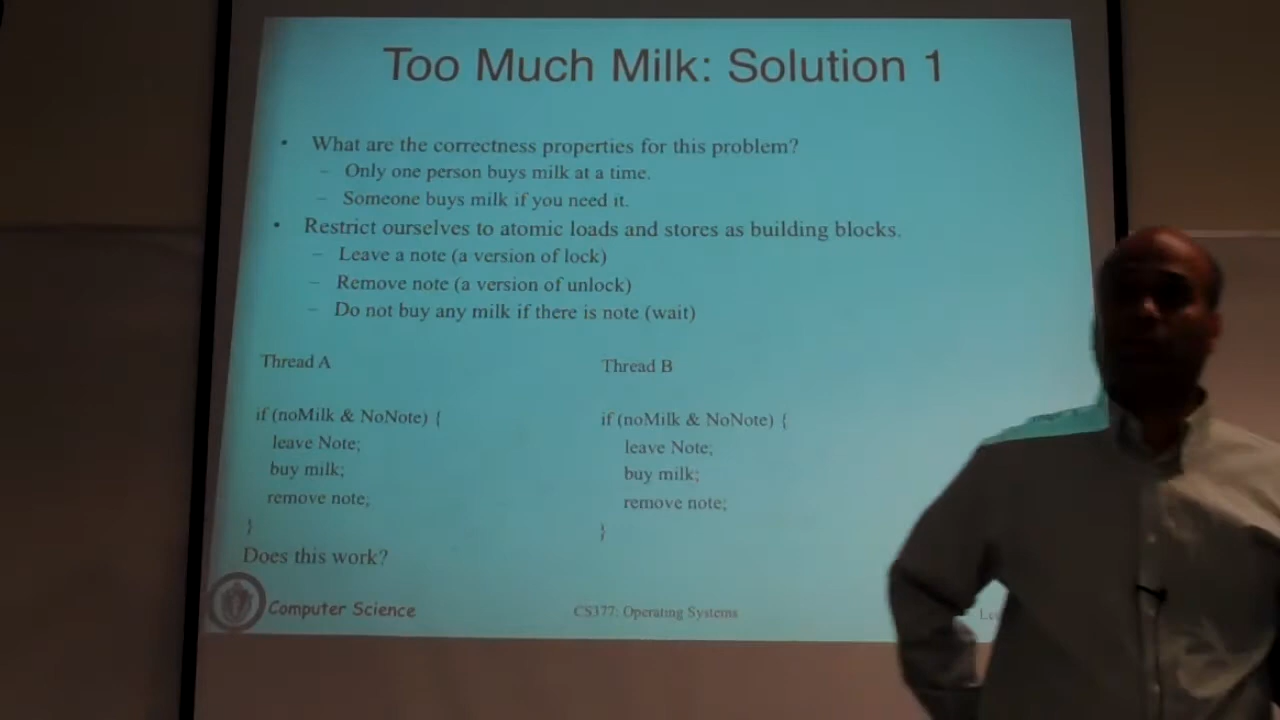 Too Much Milk: Solution 1
• What are the correctness properties for this problem?
– Only one person buys milk at a time.
– Someone buys milk if you need it.
• Restrict ourselves to atomic loads and stores as building blocks.
– Leave a note (a version of lock)
– Remove note (a version of unlock)
– Do not buy any milk if there is note (wait)
Thread A
if (noMilk & NoNote) {
leave Note;
buy milk;
remove note;
}
Thread B
if (noMilk & NoNote) {
leave Note;
buy milk;
remove note;
}
Does this work?
Computer Science
CS377: Operating Systems